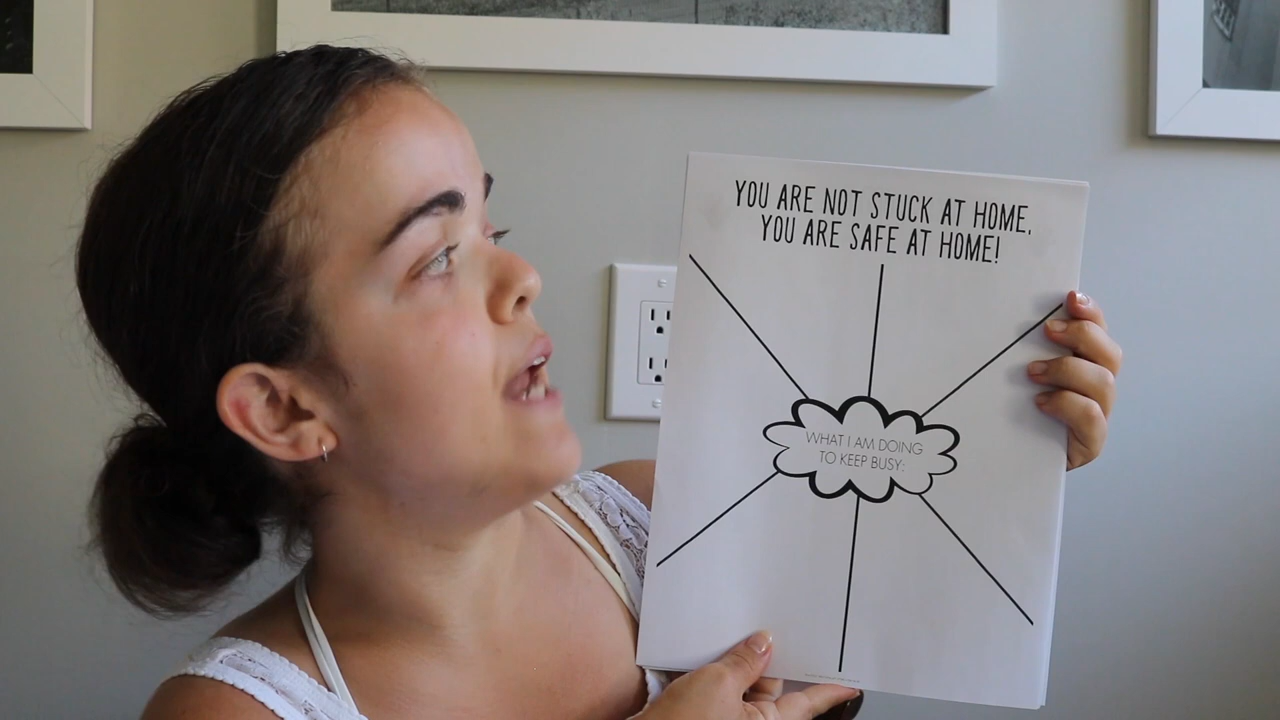 YOU ARE NOT STUCK AT HOME,
YOU ARE SAFE AT HOME!
WHAT I AM DOING
TO KEEP BUSY: